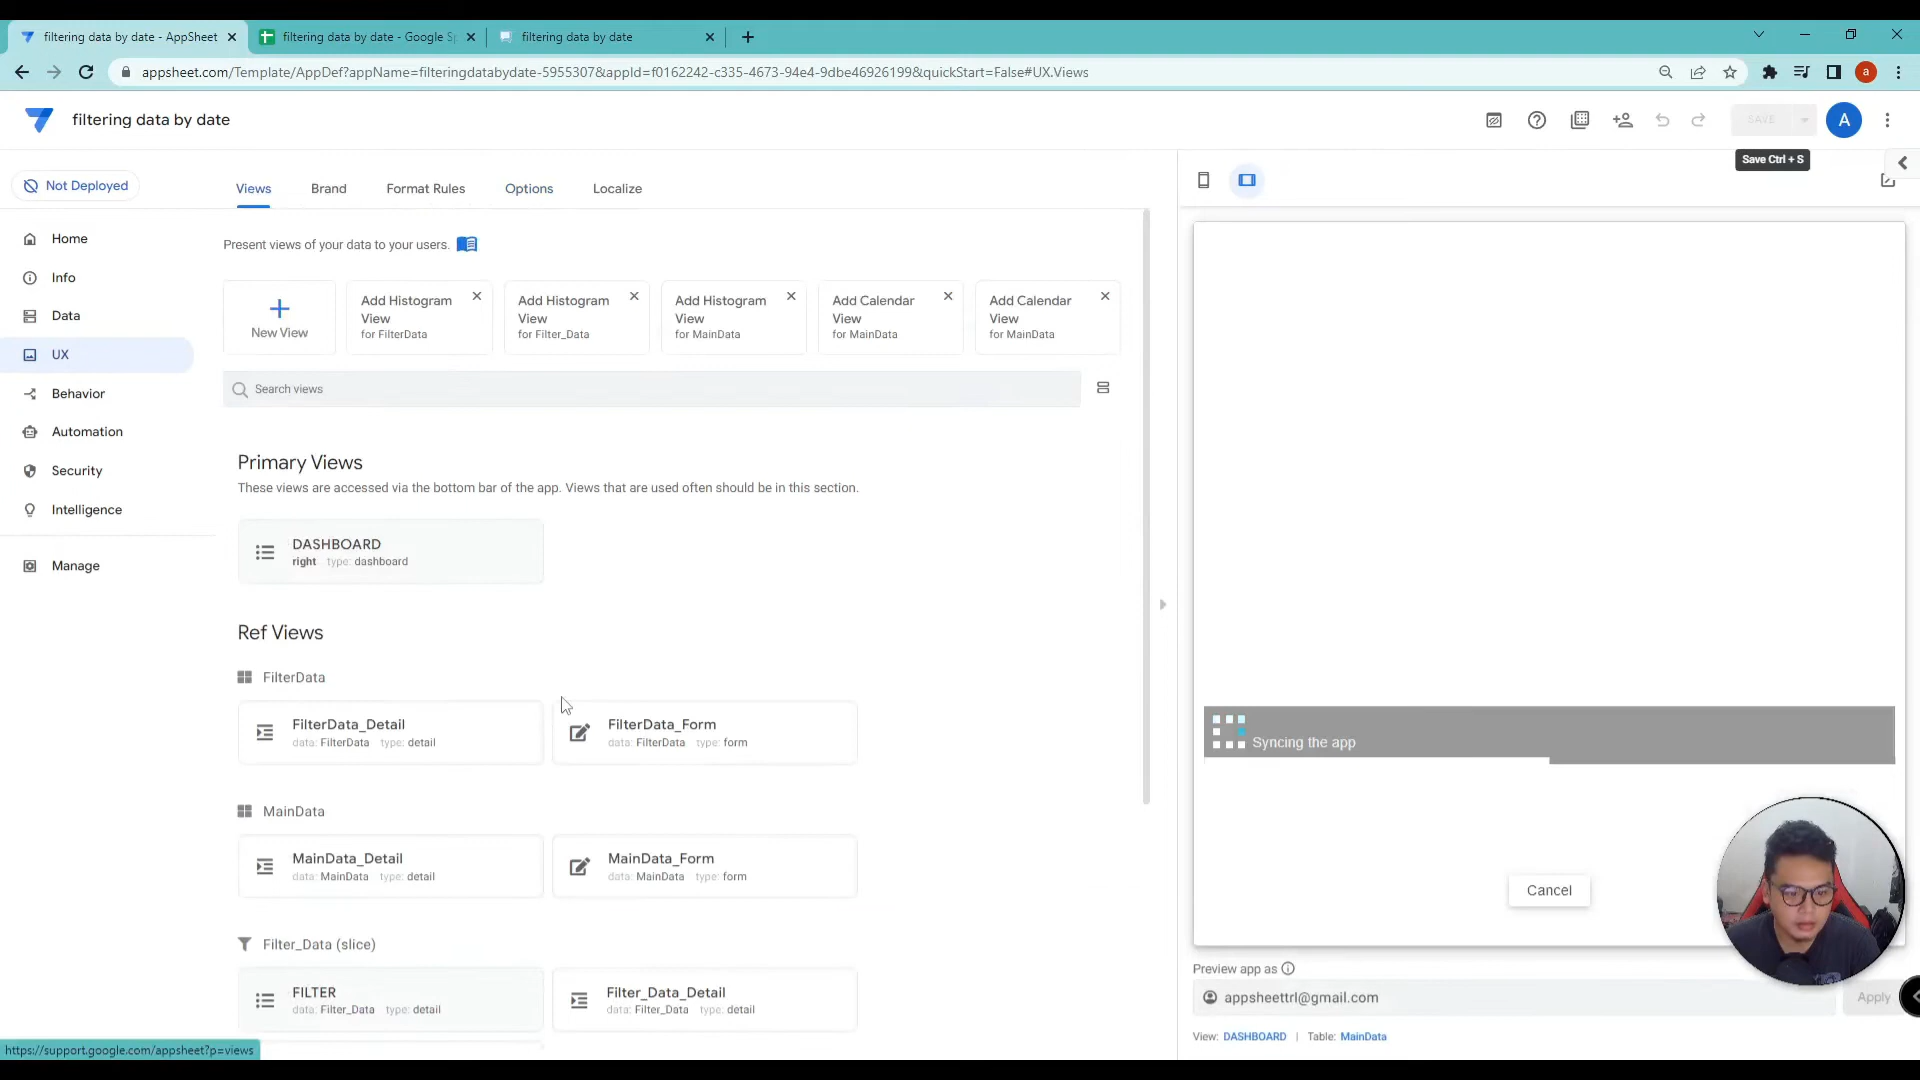 filtering data by date - AppSheet
filtering data by date - Google Sp
filtering data by date
appsheet.com/Template/AppDef?appName=filteringdatabydate-5955307&appId=f0162242-c335-4673-94e4-9dbe46926199&quickStart=False#UX.Views
a
filtering data by date
SAVE
A
Save Ctrl + S
Not Deployed
Views
Brand
Format Rules
Options
Localize
Home
Info
Data
UX
Behavior
Automation
Security
Intelligence
Manage
Present views of your data to your users.
New View
Add Histogram
View
for FilterData
Add Histogram
View
for Filter_Data
Add Histogram
View
for MainData
Add Calendar
View
for MainData
Add Calendar
View
for MainData
Search views
Primary Views
These views are accessed via the bottom bar of the app. Views that are used often should be in this section.
DASHBOARD
right type: dashboard
Ref Views
FilterData
FilterData_Detail
data: FilterData type: detail
FilterData_Form
data: FilterData type: form
MainData
MainData_Detail
data: MainData type: detail
MainData_Form
data: MainData type: form
Filter_Data (slice)
FILTER
data: Filter_Data type: detail
Filter_Data_Detail
data: Filter_Data type: detail
https://support.google.com/appsheet?p=views
Syncing the app
Cancel
Preview app as
appsheettrl@gmail.com
Apply
View: DASHBOARD | Table: MainData